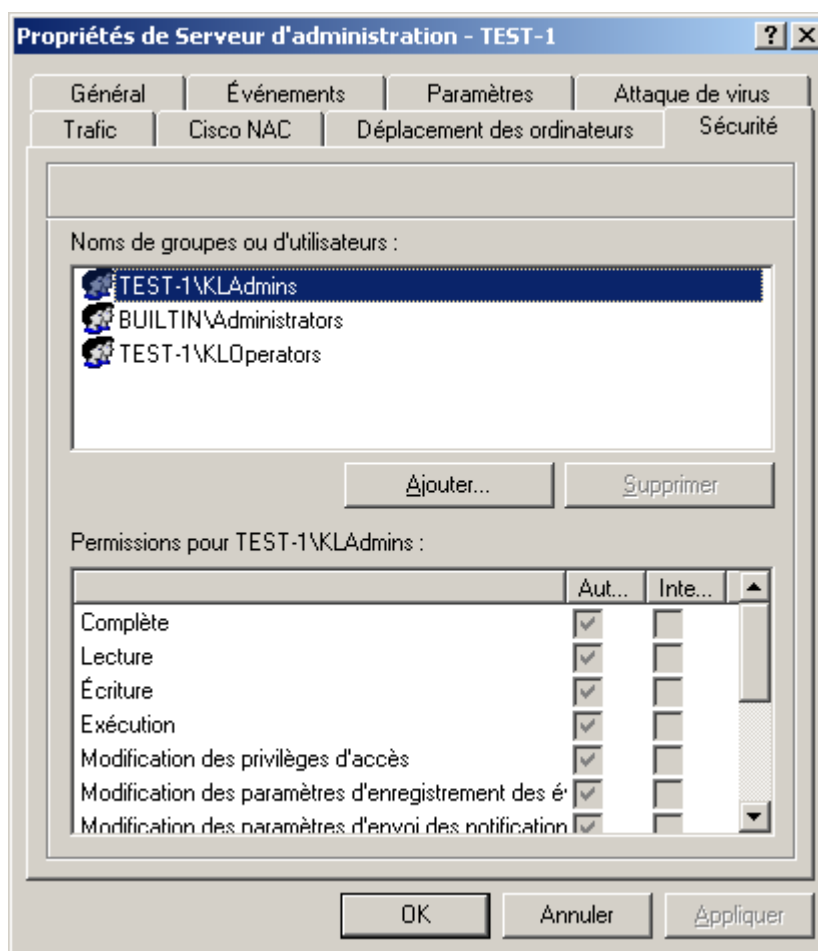 Propriétés de Serveur d'administration - TEST-1
Général Événements Paramètres Attaque de virus
Trafic Cisco NAC Déplacement des ordinateurs Sécurité
Noms de groupes ou d'utilisateurs :
TEST-1\KLAdmins
BUILTIN\Administrators
TEST-1\KLOperators
Ajouter... Supprimer
Permissions pour TEST-1\KLAdmins :
Aut... Inte...
Complète
Lecture
Écriture
Exécution
Modification des privilèges d'accès
Modification des paramètres d'enregistrement des é
Modification des paramètres d'envoi des notification
OK Annuler Appliquer